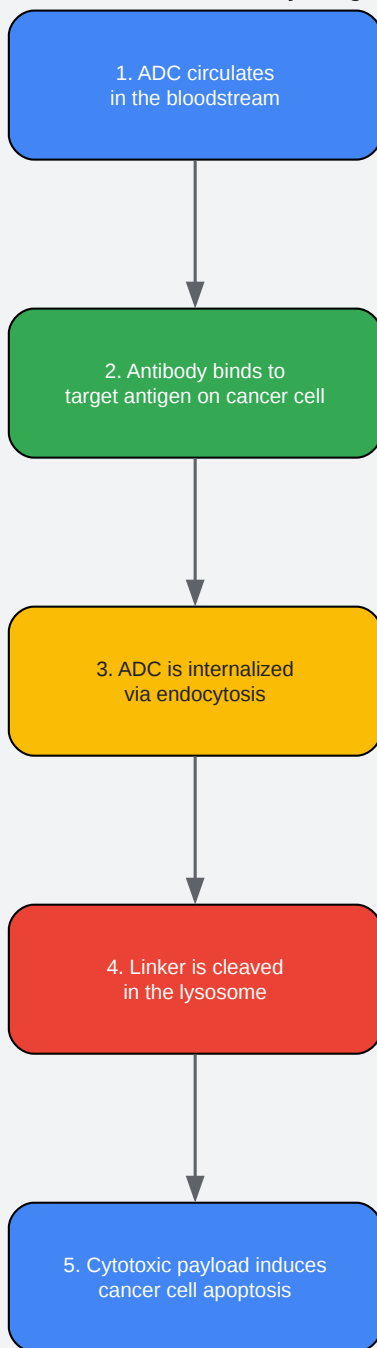 1. ADC circulates
in the bloodstream
2. Antibody binds to
target antigen on cancer cell
3. ADC is internalized
via endocytosis
4. Linker is cleaved
in the lysosome
5. Cytotoxic payload induces
cancer cell apoptosis